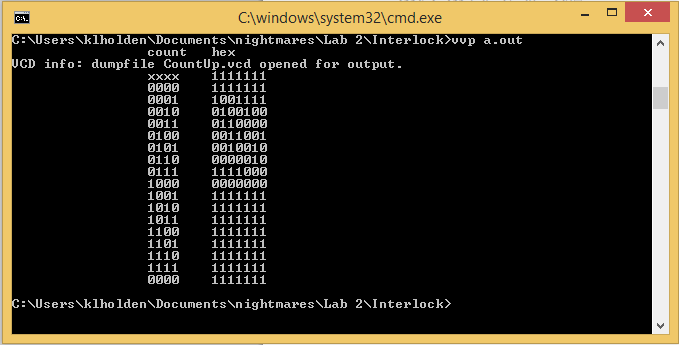 C:\windows\system32\cmd.exe
C:\Users\klholden\Documents\nightmares\Lab 2\Interlock>vvp a.out
count hex
VCD info: dumpfile CountUp.vcd opened for output.
xxxx 1111111
0000 1111111
0001 1001111
0010 0100100
0011 0110000
0100 0011001
0101 0010010
0110 0000010
0111 1111000
1000 0000000
1001 1111111
1010 1111111
1011 1111111
1100 1111111
1101 1111111
1110 1111111
1111 1111111
0000 1111111
C:\Users\klholden\Documents\nightmares\Lab 2\Interlock>